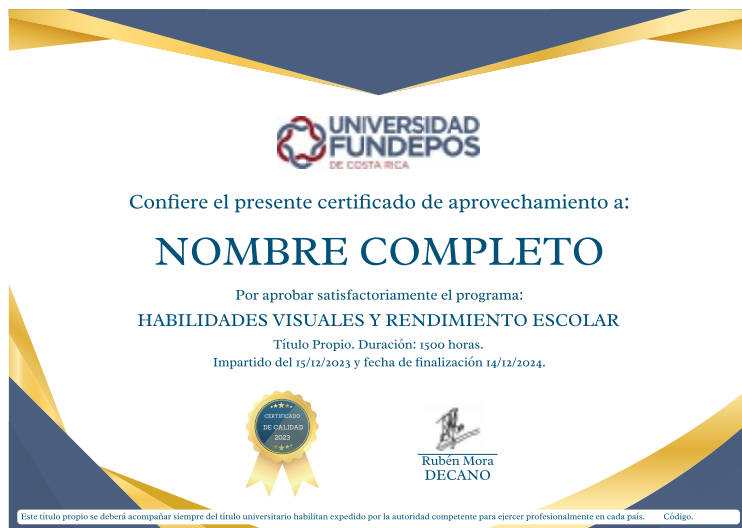 UNIVERSIDAD
FUNDEPOS
DE COSTA RICA
Confiere el presente certificado de aprovechamiento a:
NOMBRE COMPLETO
Por aprobar satisfactoriamente el programa:
HABILIDADES VISUALES Y RENDIMIENTO ESCOLAR
Título Propio. Duración: 1500 horas.
Impartido del 15/12/2023 y fecha de finalización 14/12/2024.
CERTIFICADO
DE CALIDAD
2023
Rubén Mora
DECANO
Este título propio se deberá acompañar siempre del título universitario habilitan expedido por la autoridad competente para ejercer profesionalmente en cada país. Código.